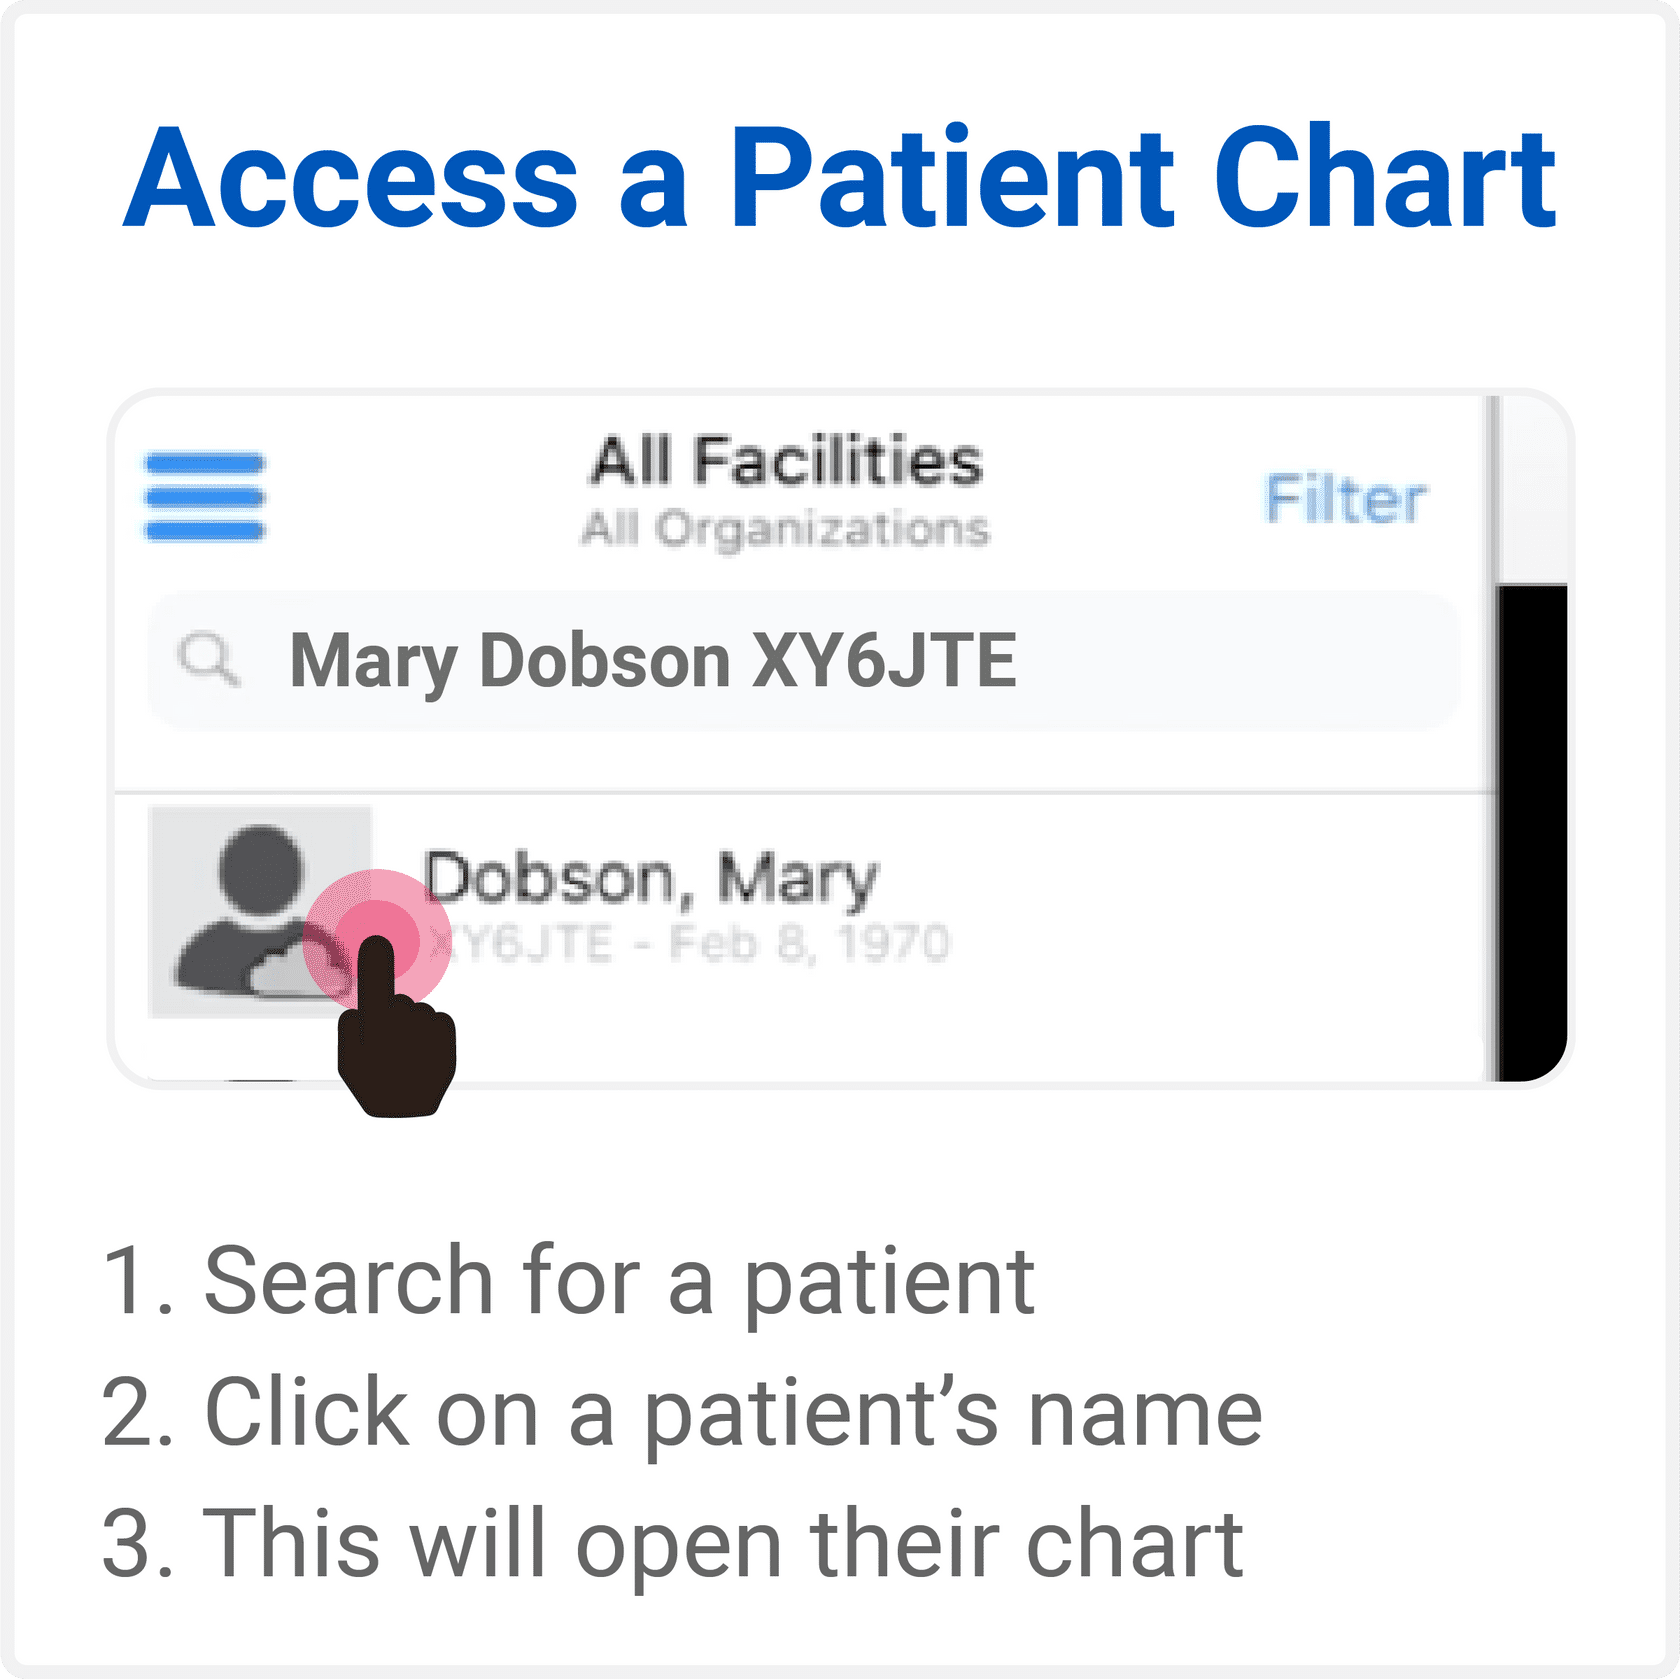 Access a Patient Chart
All Facilities
All Organizations
Filter
Mary Dobson XY6JTE
Dobson, Mary
XY6JTE - Feb 8, 1970
1. Search for a patient
2. Click on a patient’s name
3. This will open their chart